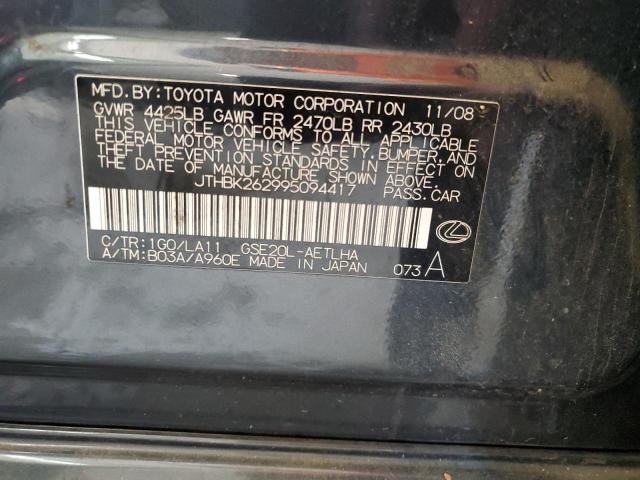 MFD. BY: TOYOTA MOTOR CORPORATION 11/08
GVWR 4425LB GAWR FR 2470LB RR 2430LB
THIS VEHICLE CONFORMS TO ALL APPLICABLE
FEDERAL MOTOR VEHICLE SAFETY, BUMPER, AND
THEFT PREVENTION STANDARDS IN EFFECT ON
THE DATE OF MANUFACTURE SHOWN ABOVE.
JTHBK262995094417 PASS. CAR
C/TR: 1G0/LA11 GSE20L-AETLHA
A/TM: B03A/A960E MADE IN JAPAN 073 A